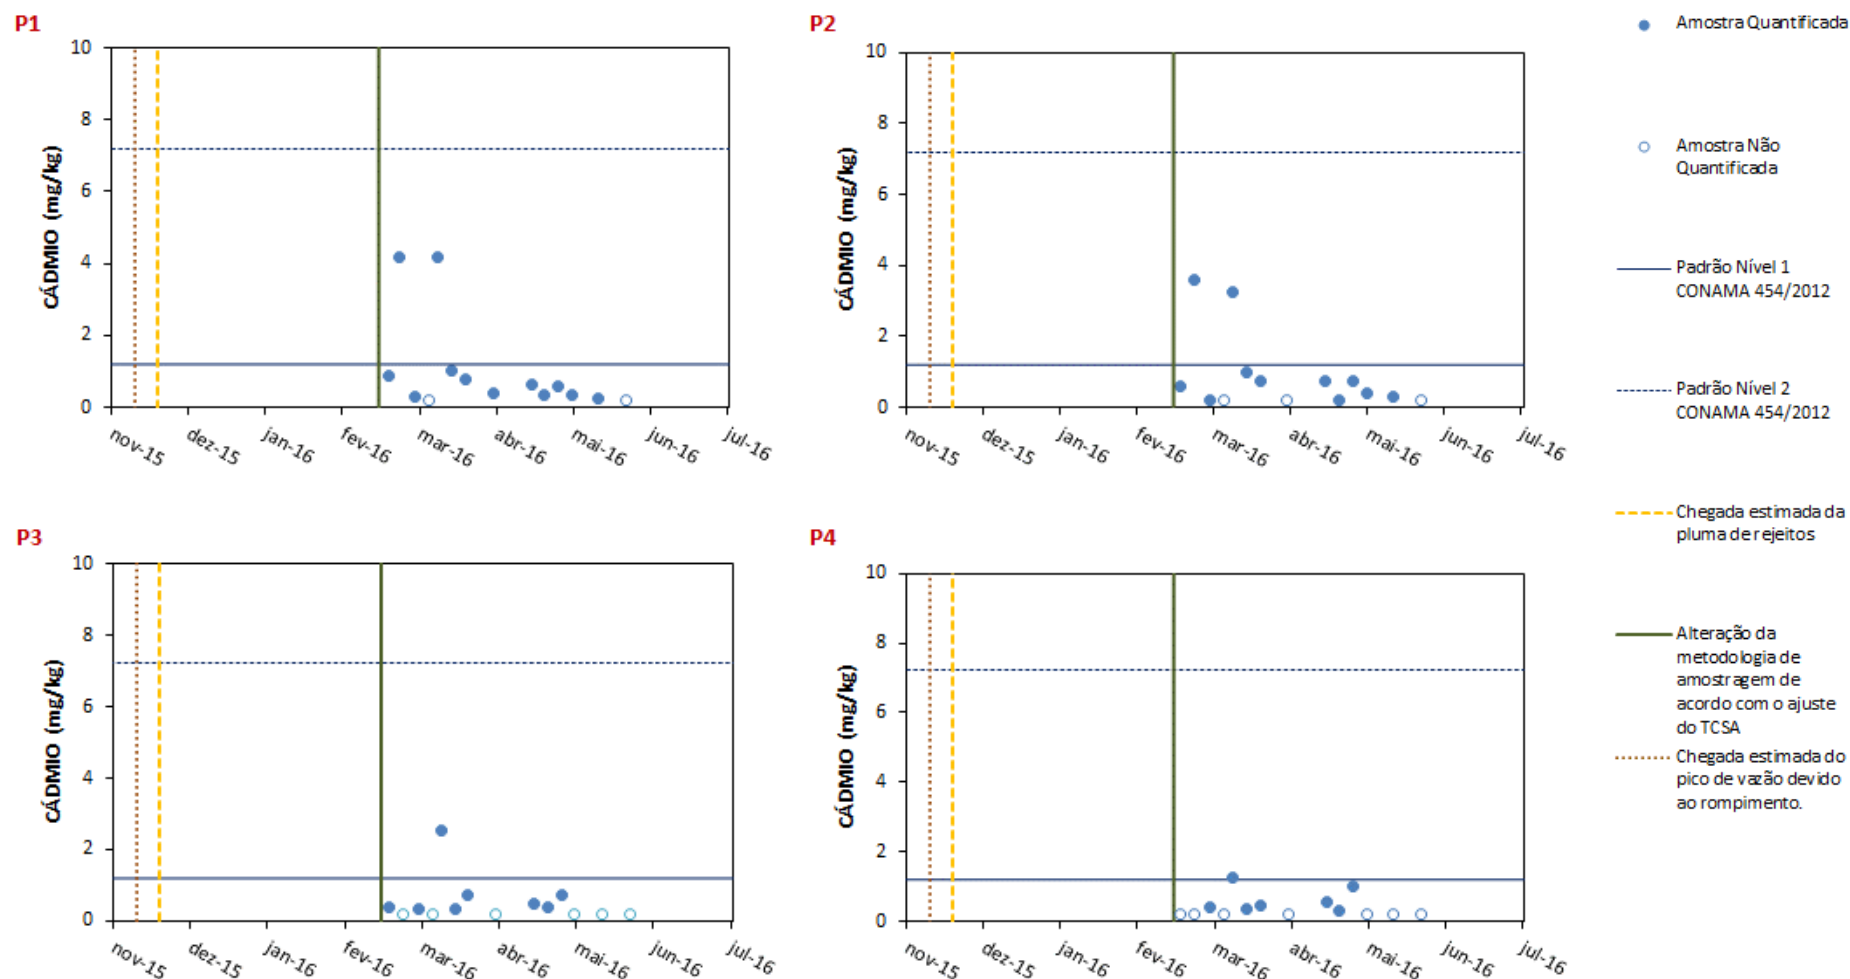 P1
10
8
6
4
2
0
CÁDMIO (mg/kg)
nov-15
dez-15
jan-16
fev-16
mar-16
abr-16
mai-16
jun-16
jul-16
P2
10
8
6
4
2
0
CÁDMIO (mg/kg)
nov-15
dez-15
jan-16
fev-16
mar-16
abr-16
mai-16
jun-16
jul-16
P3
10
8
6
4
2
0
CÁDMIO (mg/kg)
nov-15
dez-15
jan-16
fev-16
mar-16
abr-16
mai-16
jun-16
jul-16
P4
10
8
6
4
2
0
CÁDMIO (mg/kg)
nov-15
dez-15
jan-16
fev-16
mar-16
abr-16
mai-16
jun-16
jul-16
Amostra Quantificada
Amostra Não
Quantificada
Padrão Nível 1
CONAMA 454/2012
Padrão Nível 2
CONAMA 454/2012
Chegada estimada da
pluma de rejeitos
Alteração da
metodologia de
amostragem de
acordo com o ajuste
do TCSA
Chegada estimada do
pico de vazão devido
ao rompimento.